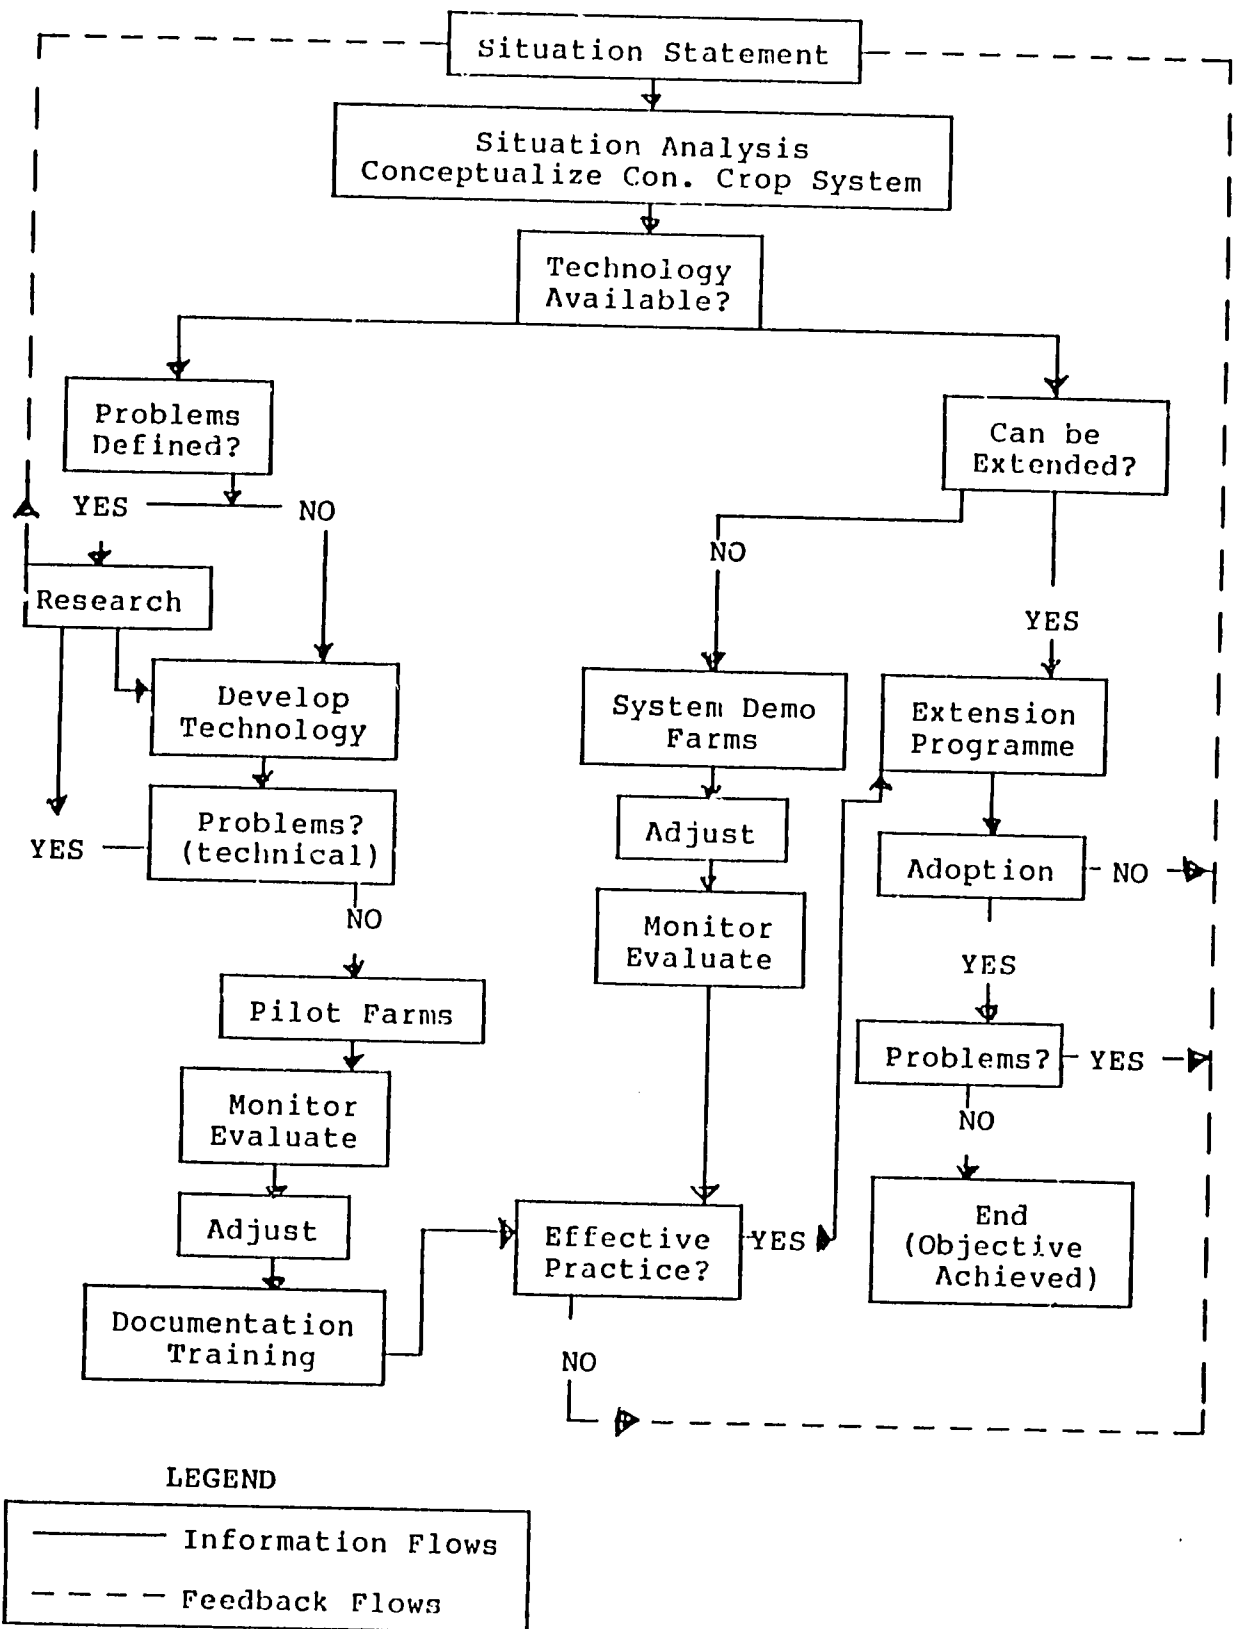 Situation Statement
Situation Analysis
Conceptualize Con. Crop System
Technology
Available?
Problems
Defined?
Can be
Extended?
YES
NO
NO
Research
YES
Develop
Technology
System Demo
Farms
Extension
Programme
Problems?
(technical)
YES
Adjust
Adoption
NO
NO
Monitor
Evaluate
YES
Pilot Farms
Problems?
YES
Monitor
Evaluate
NO
Adjust
Effective
Practice?
YES
End
(Objective
Achieved)
Documentation
Training
NO
LEGEND
Information Flows
Feedback Flows